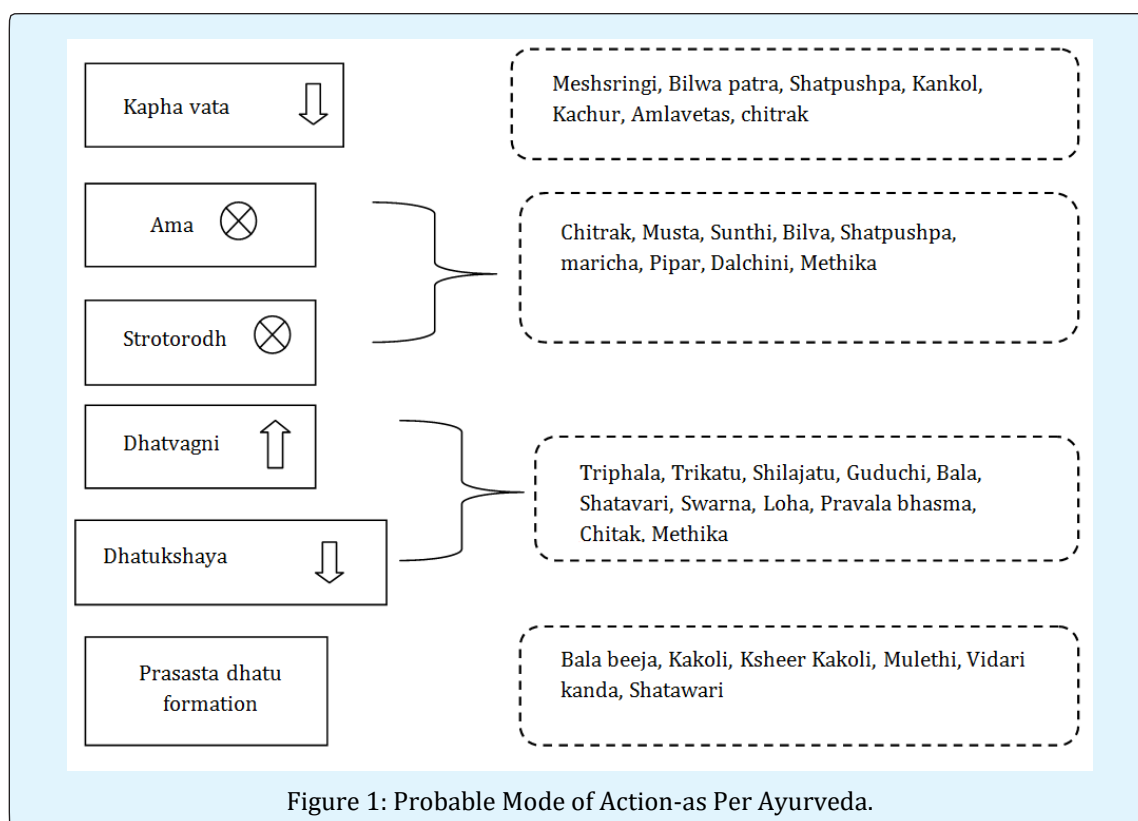 Kapha vata
Meshsringi, Bilwa patra, Shatpushpa, Kankol,
Kachur, Amlavetas, chitrak
Ama
Chitrak, Musta, Sunthi, Bilva, Shatpushpa,
maricha, Pipar, Dalchini, Methika
Strotorodh
Dhatvagni
Triphala, Trikatu, Shilajatu, Guduchi, Bala,
Shatavari, Swarna, Loha, Pravala bhasma,
Chitak, Methika
Dhatukshaya
Prasasta dhatu
formation
Bala beeja, Kakoli, Ksheer Kakoli, Mulethi, Vidari
kanda, Shatawari
Figure 1: Probable Mode of Action-as Per Ayurveda.